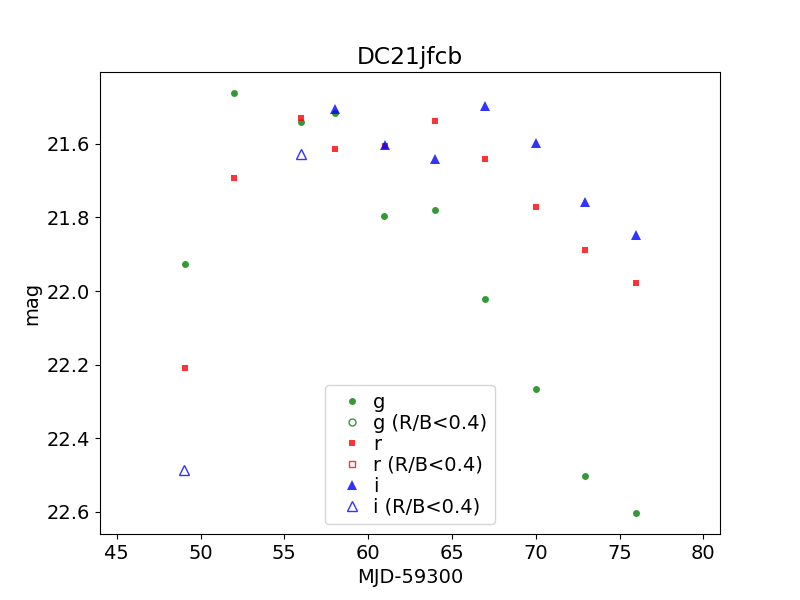 DC21jfcb
mag
21.6
21.8
22.0
22.2
22.4
22.6
g
g (R/B<0.4)
r
r (R/B<0.4)
i
i (R/B<0.4)
45 50 55 60 65 70 75 80
MJD-59300